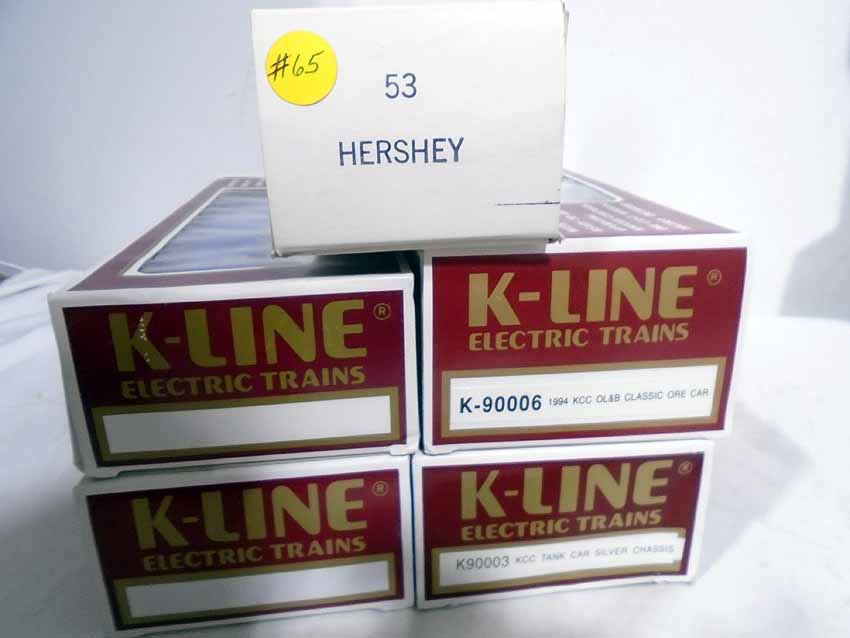 #65
53
HERSHEY
K-LINE ®
ELECTRIC TRAINS
K-LINE ®
ELECTRIC TRAINS
K-90006 1994 KCC OL&B CLASSIC ORE CAR
K-LINE ®
ELECTRIC TRAINS
K-LINE ®
ELECTRIC TRAINS
K90003 KCC TANK CAR SILVER CHASSIS